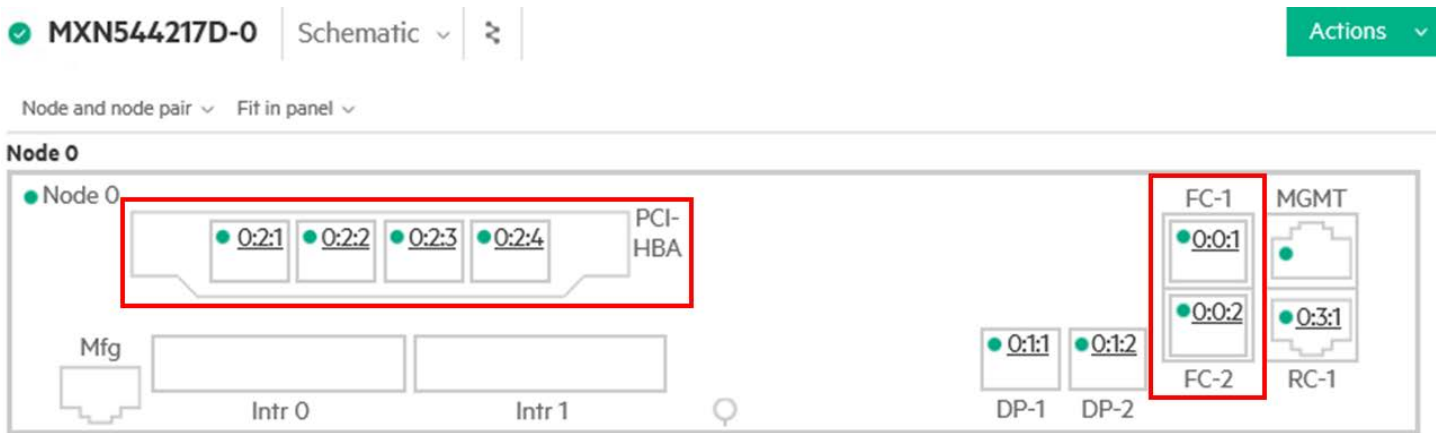 MXN544217D-0 Schematic Actions
Node and node pair Fit in panel
Node 0
Node 0
0:2:1 0:2:2 0:2:3 0:2:4
PCI-
HBA
FC-1 MGMT
0:0:1
0:0:2 0:3:1
Mfg
0:1:1 0:1:2
FC-2 RC-1
Intr 0 Intr 1 DP-1 DP-2